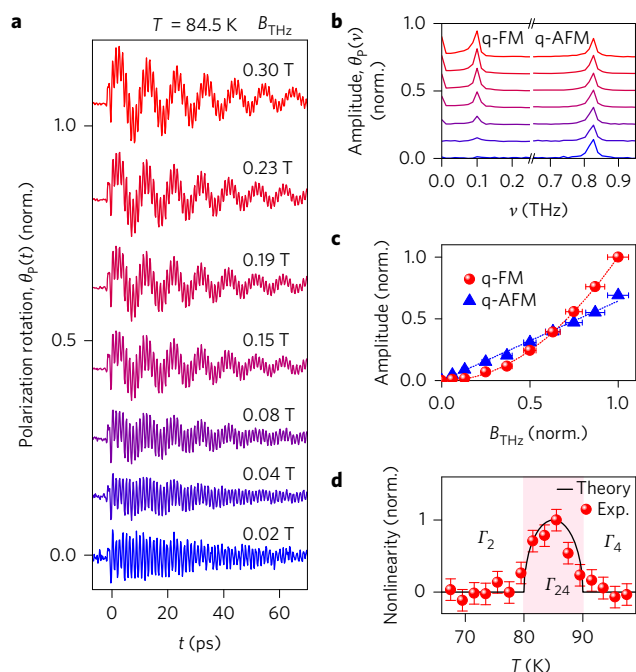 a
T = 84.5 K B_THz
0.30 T
0.23 T
0.19 T
0.15 T
0.08 T
0.04 T
0.02 T
1.0
0.5
0.0
Polarization rotation, θ_P(t) (norm.)
0 20 40 60
t (ps)
b
q-FM q-AFM
1.0
0.5
0.0
Amplitude, θ_P(ν)
(norm.)
0.0 0.1 0.2 0.8 0.9
ν (THz)
c
1.0
0.5
0.0
q-FM
q-AFM
Amplitude (norm.)
0.0 0.5 1.0
B_THz (norm.)
d
Theory
Exp.
Γ_2
Γ_24
Γ_4
1
0
Nonlinearity (norm.)
70 80 90
T (K)